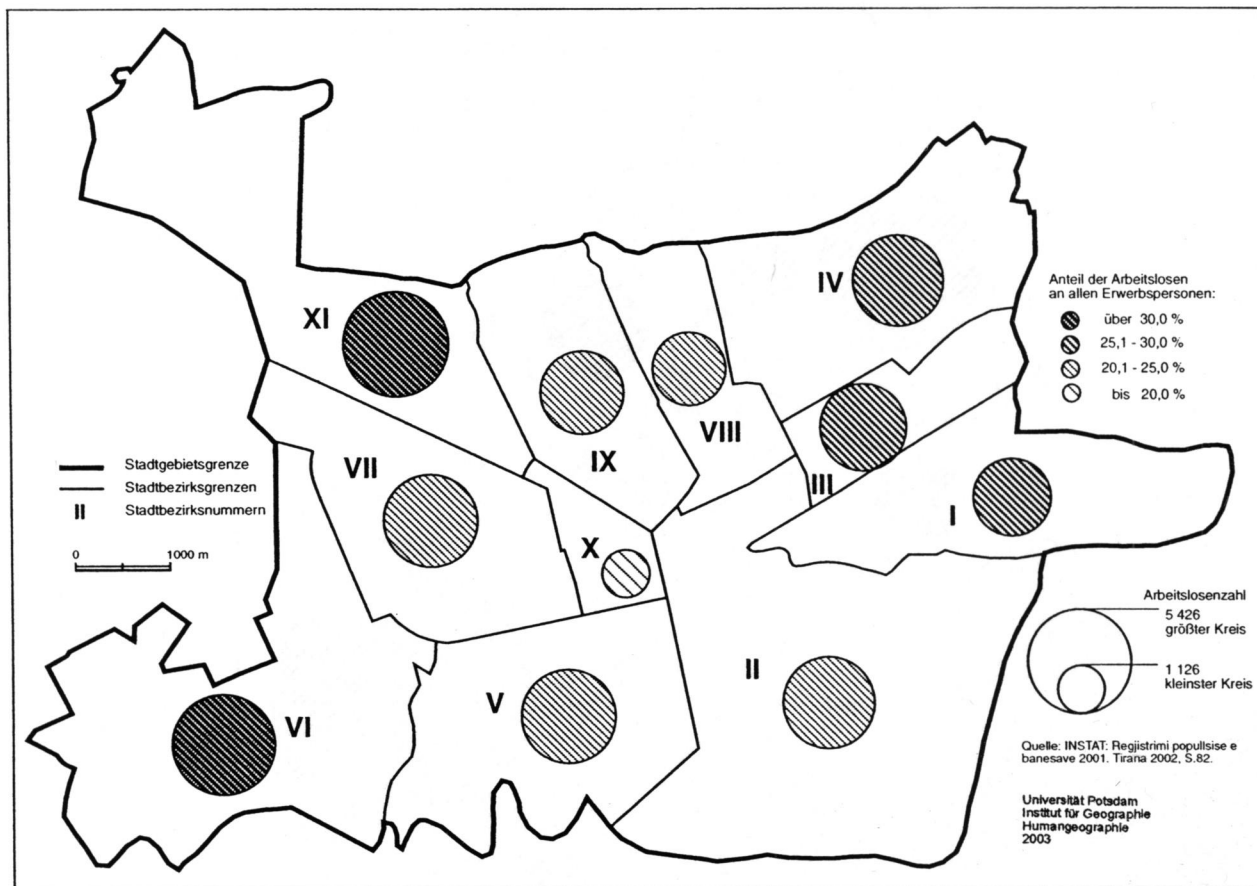 XI
IV
Anteil der Arbeitslosen
an allen Erwerbspersonen:
über 30,0 %
25,1 - 30,0 %
20,1 - 25,0 %
bis 20,0 %
VIII
IX
VII
III
I
Stadtgebietsgrenze
Stadtbezirksgrenzen
II Stadtbezirksnummern
X
0 1000 m
Arbeitslosenzahl
5 426
größter Kreis
1 126
kleinster Kreis
II
V
VI
Quelle: INSTAT: Regjistrimi popullsise e
banesave 2001. Tirana 2002, S.82.
Universität Potsdam
Institut für Geographie
Humangeographie
2003